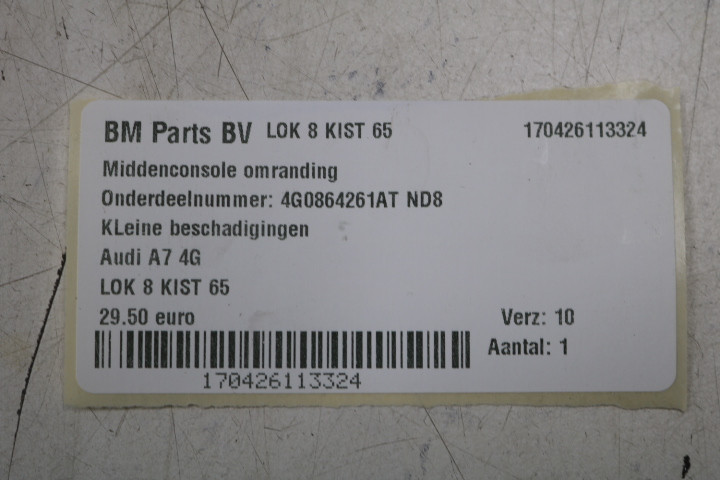 BM Parts BV LOK 8 KIST 65 170426113324
Middenconsole omranding
Onderdeelnummer: 4G0864261AT ND8
KLeine beschadigingen
Audi A7 4G
LOK 8 KIST 65
29.50 euro Verz: 10
Aantal: 1
170426113324